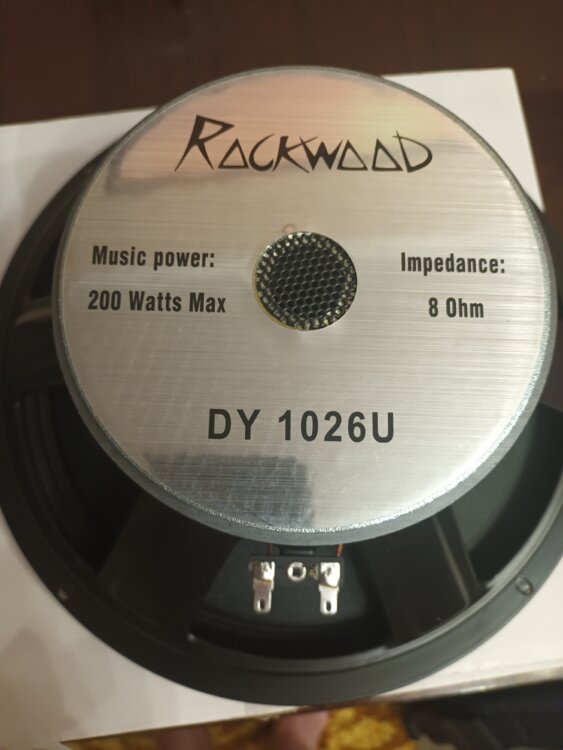 ROCKWOOD
Music power:
200 Watts Max
Impedance:
8 Ohm
DY 1026U